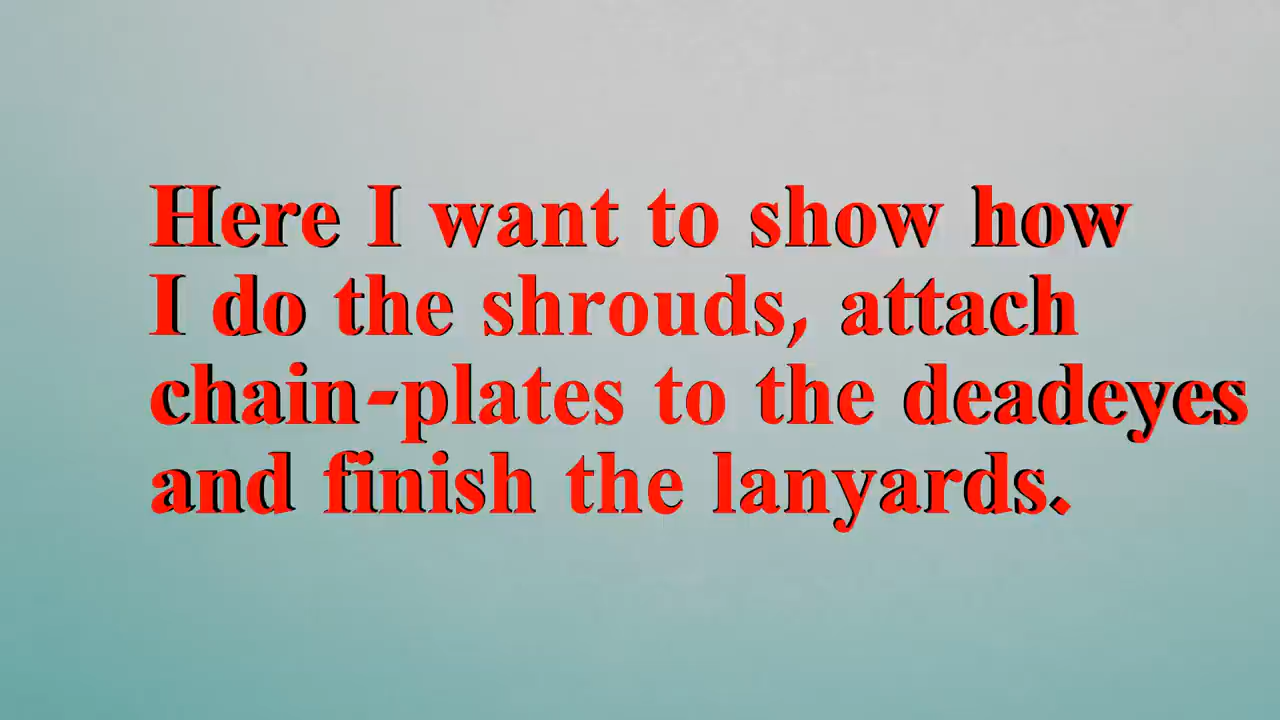 Here I want to show how
I do the shrouds, attach
chain-plates to the deadeyes
and finish the lanyards.